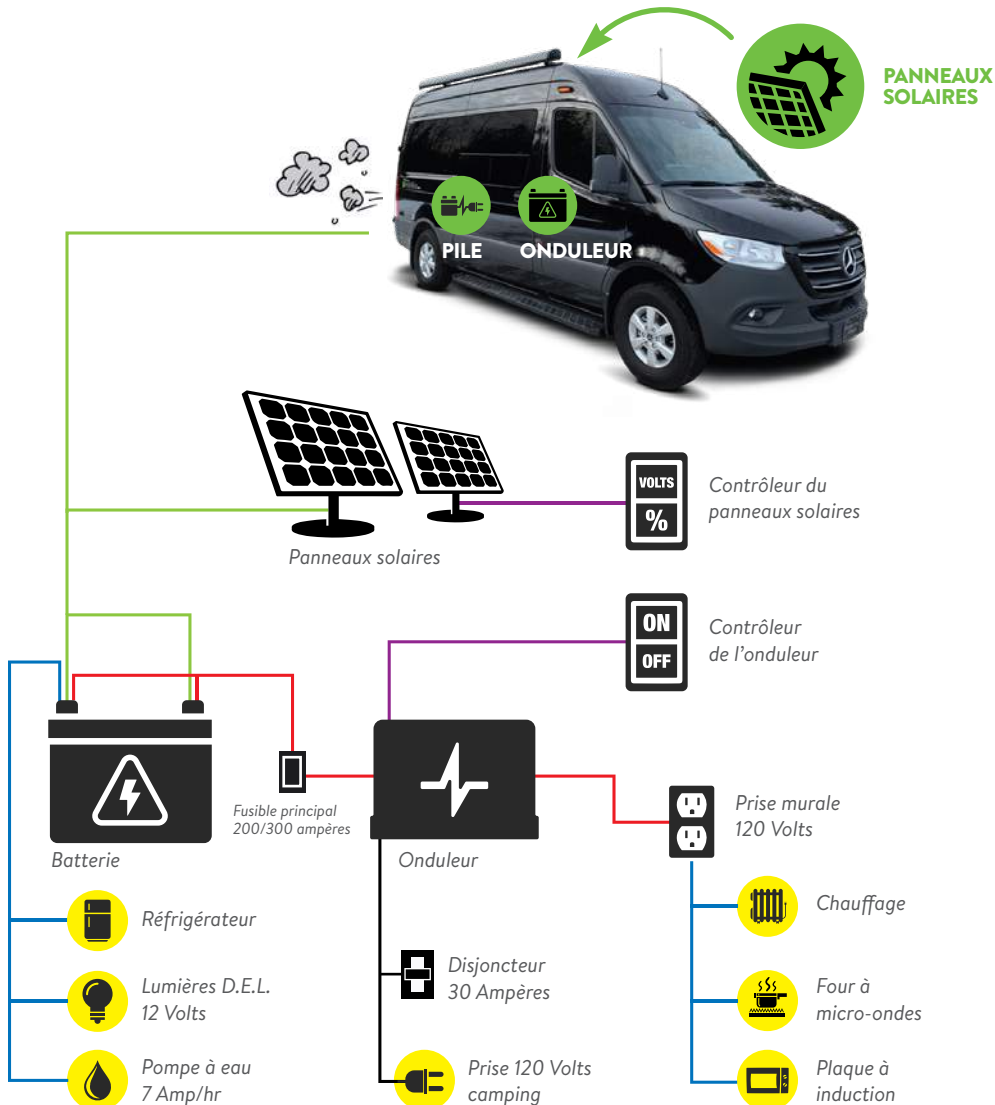 PANNEAUX
SOLAIRES
PILE
ONDULEUR
VOLTS
%
Contrôleur du
panneaux solaires
Panneaux solaires
ON
OFF
Contrôleur
de l'onduleur
Fusible principal
200/300 ampères
Prise murale
120 Volts
Batterie
Onduleur
Réfrigérateur
Chauffage
Disjoncteur
30 Ampères
Lumières D.E.L.
12 Volts
Four à
micro-ondes
Pompe à eau
7 Amp/hr
Prise 120 Volts
camping
Plaque à
induction